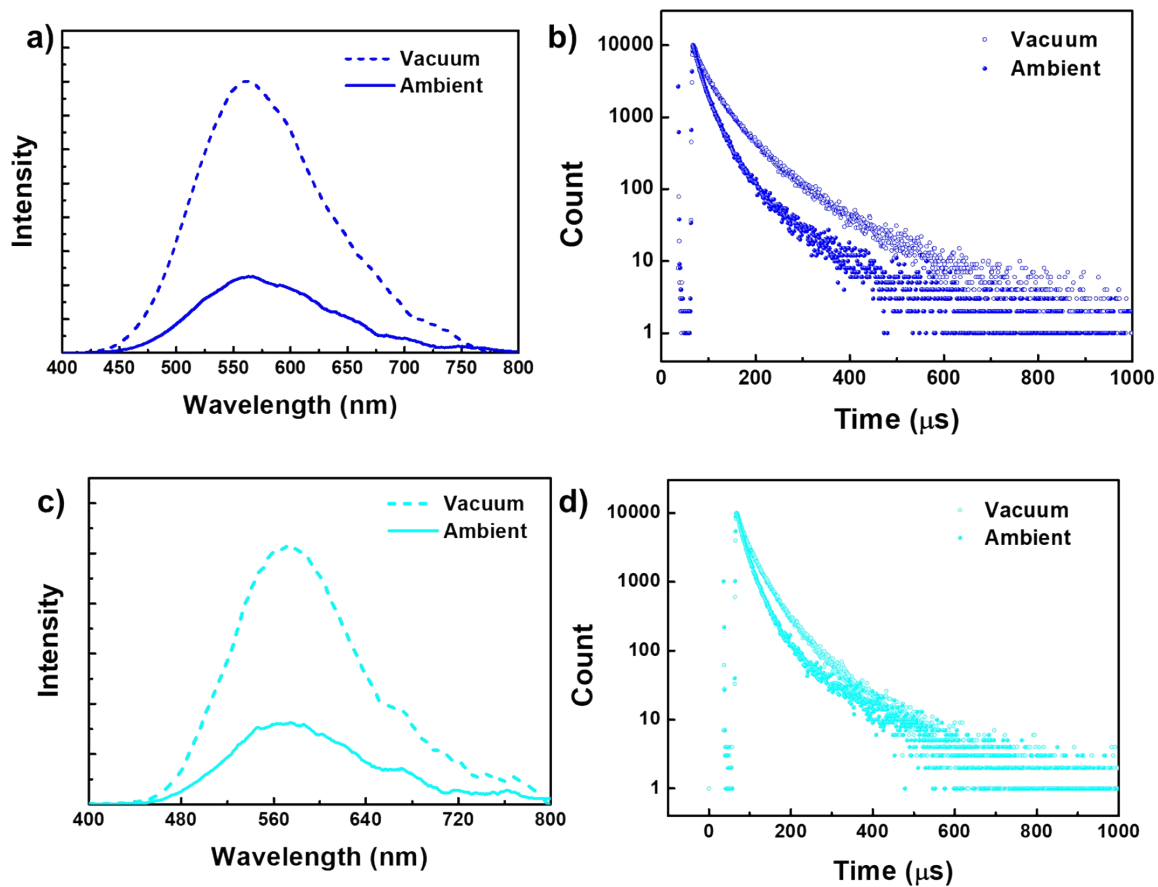 a)
Vacuum
Ambient
Intensity
400 450 500 550 600 650 700 750 800
Wavelength (nm)
b)
Vacuum
Ambient
10000
1000
100
10
1
Count
0 200 400 600 800 1000
Time (μs)
c)
Vacuum
Ambient
Intensity
400 480 560 640 720 800
Wavelength (nm)
d)
Vacuum
Ambient
10000
1000
100
10
1
Count
0 200 400 600 800 1000
Time (μs)